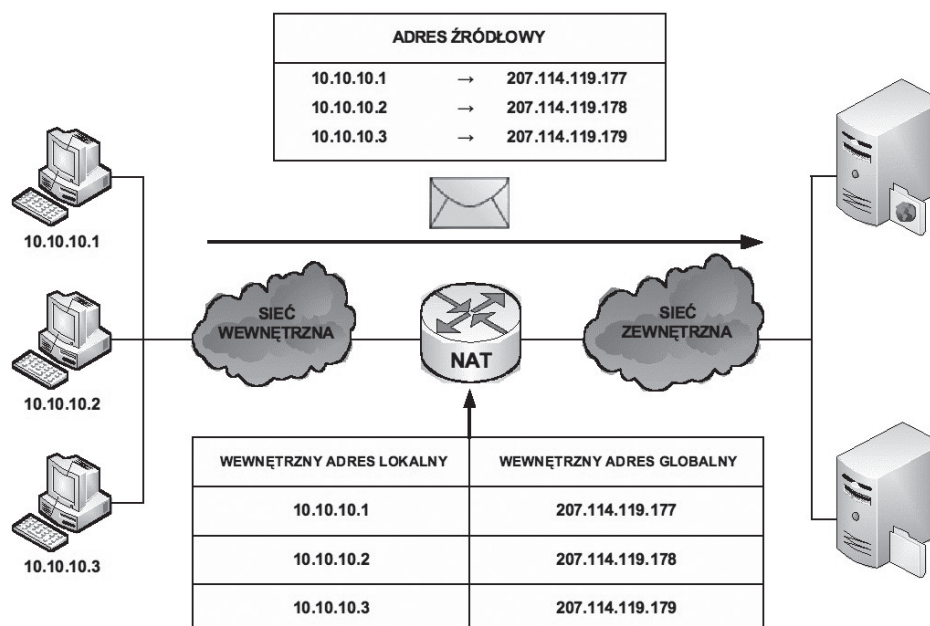 ADRES ŹRÓDŁOWY
10.10.10.1 → 207.114.119.177
10.10.10.2 → 207.114.119.178
10.10.10.3 → 207.114.119.179
10.10.10.1
SIEĆ
WEWNĘTRZNA
NAT
SIEĆ
ZEWNĘTRZNA
10.10.10.2
10.10.10.3
WEWNĘTRZNY ADRES LOKALNY WEWNĘTRZNY ADRES GLOBALNY
10.10.10.1 207.114.119.177
10.10.10.2 207.114.119.178
10.10.10.3 207.114.119.179